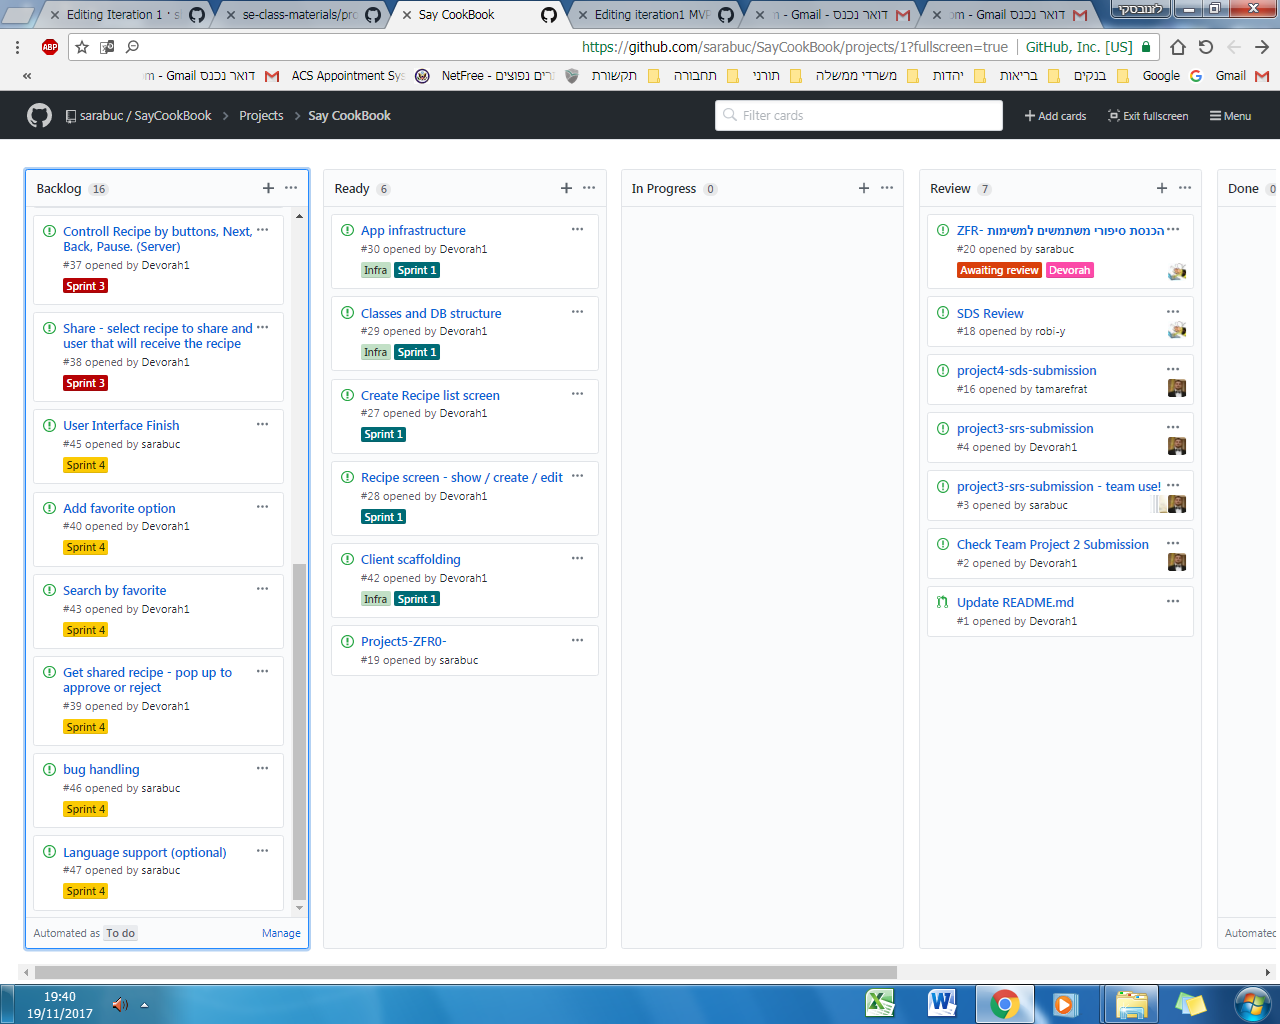 Editing Iteration 1 · s
se-class-materials/pro
Say CookBook
Editing iteration1 MVP
דואר נכנס - Gmail - m
דואר נכנס - Gmail - om
לזנובסקי
https://github.com/sarabuc/SayCookBook/projects/1?fullscreen=true
GitHub, Inc. [US]
ABP
«
דואר נכנס - Gmail - om
ACS Appointment Sys
NetFree - אתרים נפוצים
תקשורת
תחבורה
תורני
משרדי ממשלה
יהדות
בריאות
בנקים
Google
Gmail
sarabuc / SayCookBook
Projects
Say CookBook
Filter cards
Add cards
Exit fullscreen
Menu
Backlog 16
Controll Recipe by buttons, Next,
Back, Pause. (Server)
#37 opened by Devorah1
Sprint 3
Share - select recipe to share and
user that will receive the recipe
#38 opened by Devorah1
Sprint 3
User Interface Finish
#45 opened by sarabuc
Sprint 4
Add favorite option
#40 opened by Devorah1
Sprint 4
Search by favorite
#43 opened by Devorah1
Sprint 4
Get shared recipe - pop up to
approve or reject
#39 opened by Devorah1
Sprint 4
bug handling
#46 opened by sarabuc
Sprint 4
Language support (optional)
#47 opened by sarabuc
Sprint 4
Automated as To do
Manage
Ready 6
App infrastructure
#30 opened by Devorah1
Infra Sprint 1
Classes and DB structure
#29 opened by Devorah1
Infra Sprint 1
Create Recipe list screen
#27 opened by Devorah1
Sprint 1
Recipe screen - show / create / edit
#28 opened by Devorah1
Sprint 1
Client scaffolding
#42 opened by Devorah1
Infra Sprint 1
Project5-ZFR0-
#19 opened by sarabuc
In Progress 0
Review 7
ZFR- הכנסת סיפורי משתמשים למשימות
#20 opened by sarabuc
Awaiting review Devorah
SDS Review
#18 opened by robi-y
project4-sds-submission
#16 opened by tamarefrat
project3-srs-submission
#4 opened by Devorah1
project3-srs-submission - team use!
#3 opened by sarabuc
Check Team Project 2 Submission
#2 opened by Devorah1
Update README.md
#1 opened by Devorah1
Done 0
Automated
19:40
19/11/2017